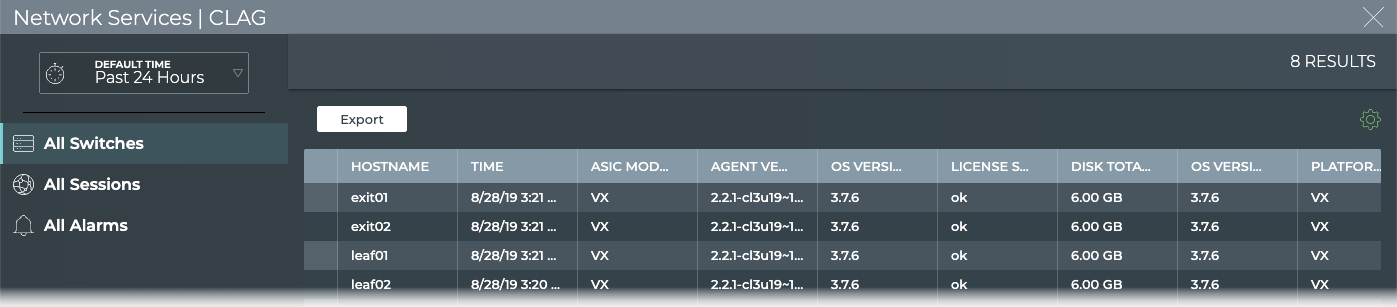 Network Services | CLAG
DEFAULT TIME
Past 24 Hours
8 RESULTS
Export
All Switches
All Sessions
All Alarms
HOSTNAME TIME ASIC MOD... AGENT VE... OS VERSI... LICENSE S... DISK TOTA... OS VERSI... PLATFOR...
exit01 8/28/19 3:21 ... VX 2.2.1-cl3u19~1... 3.7.6 ok 6.00 GB 3.7.6 VX
exit02 8/28/19 3:21 ... VX 2.2.1-cl3u19~1... 3.7.6 ok 6.00 GB 3.7.6 VX
leaf01 8/28/19 3:21 ... VX 2.2.1-cl3u19~1... 3.7.6 ok 6.00 GB 3.7.6 VX
leaf02 8/28/19 3:20 ... VX 2.2.1-cl3u19~1... 3.7.6 ok 6.00 GB 3.7.6 VX